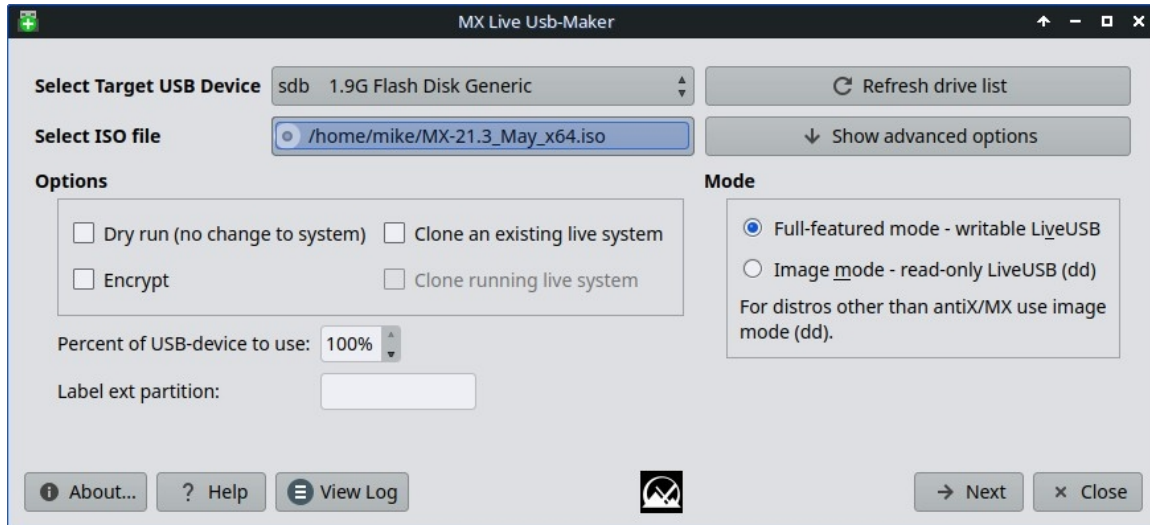 MX Live Usb-Maker
Select Target USB Device sdb 1.9G Flash Disk Generic Refresh drive list
Select ISO file /home/mike/MX-21.3_May_x64.iso Show advanced options
Options Mode
Dry run (no change to system) Clone an existing live system
Encrypt Clone running live system
Full-featured mode - writable LiveUSB
Image mode - read-only LiveUSB (dd)
For distros other than antiX/MX use image
mode (dd).
Percent of USB-device to use: 100%
Label ext partition:
About... ? Help View Log Next Close